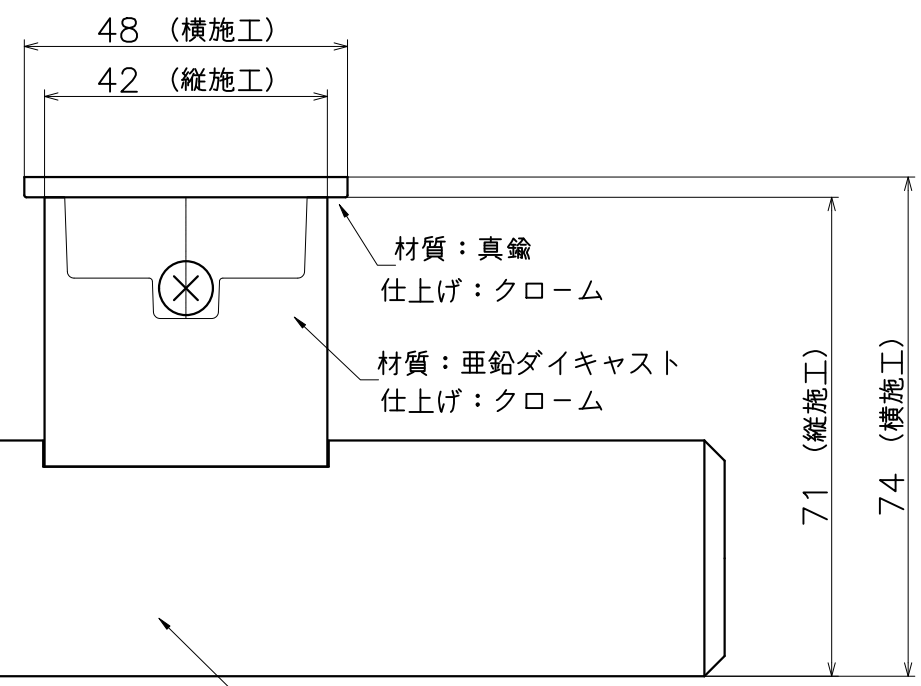 48 (横施工)
42 (縦施工)
材質：真鍮
仕上げ：クローム
材質：亜鉛ダイキャスト
仕上げ：クローム
71 (縦施工)
74 (横施工)